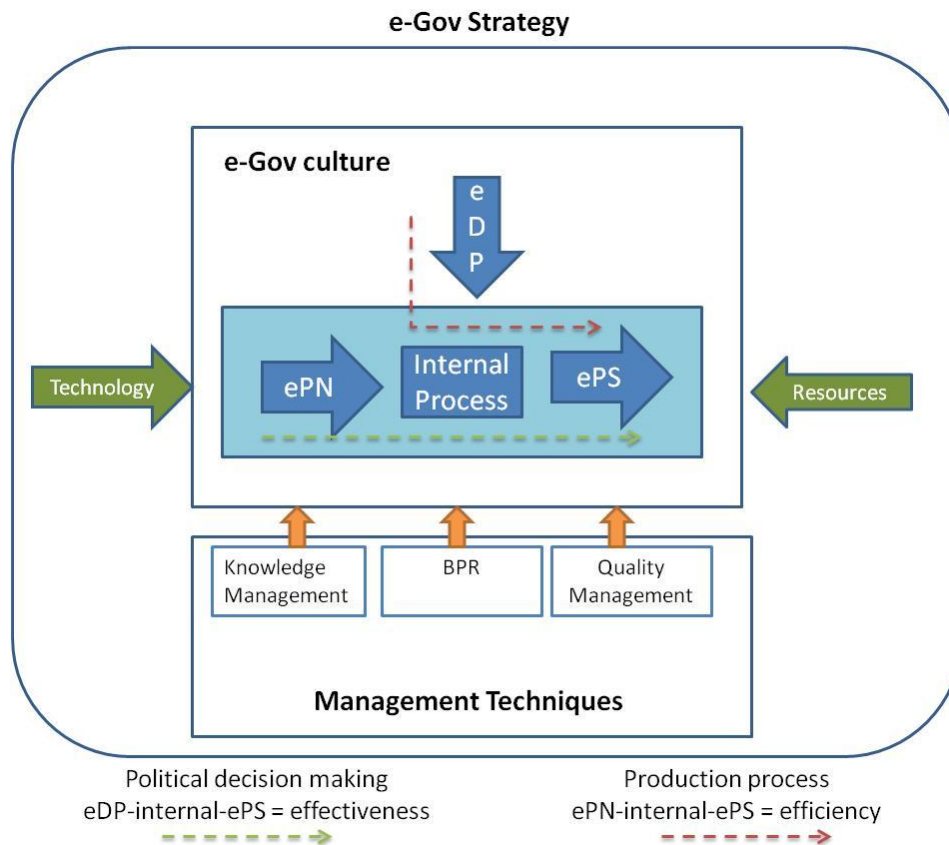 e-Gov Strategy
e-Gov culture
e
D
P
ePN
Internal
Process
ePS
Technology
Resources
Knowledge
Management
BPR
Quality
Management
Management Techniques
Political decision making
eDP-internal-ePS = effectiveness
Production process
ePN-internal-ePS = efficiency